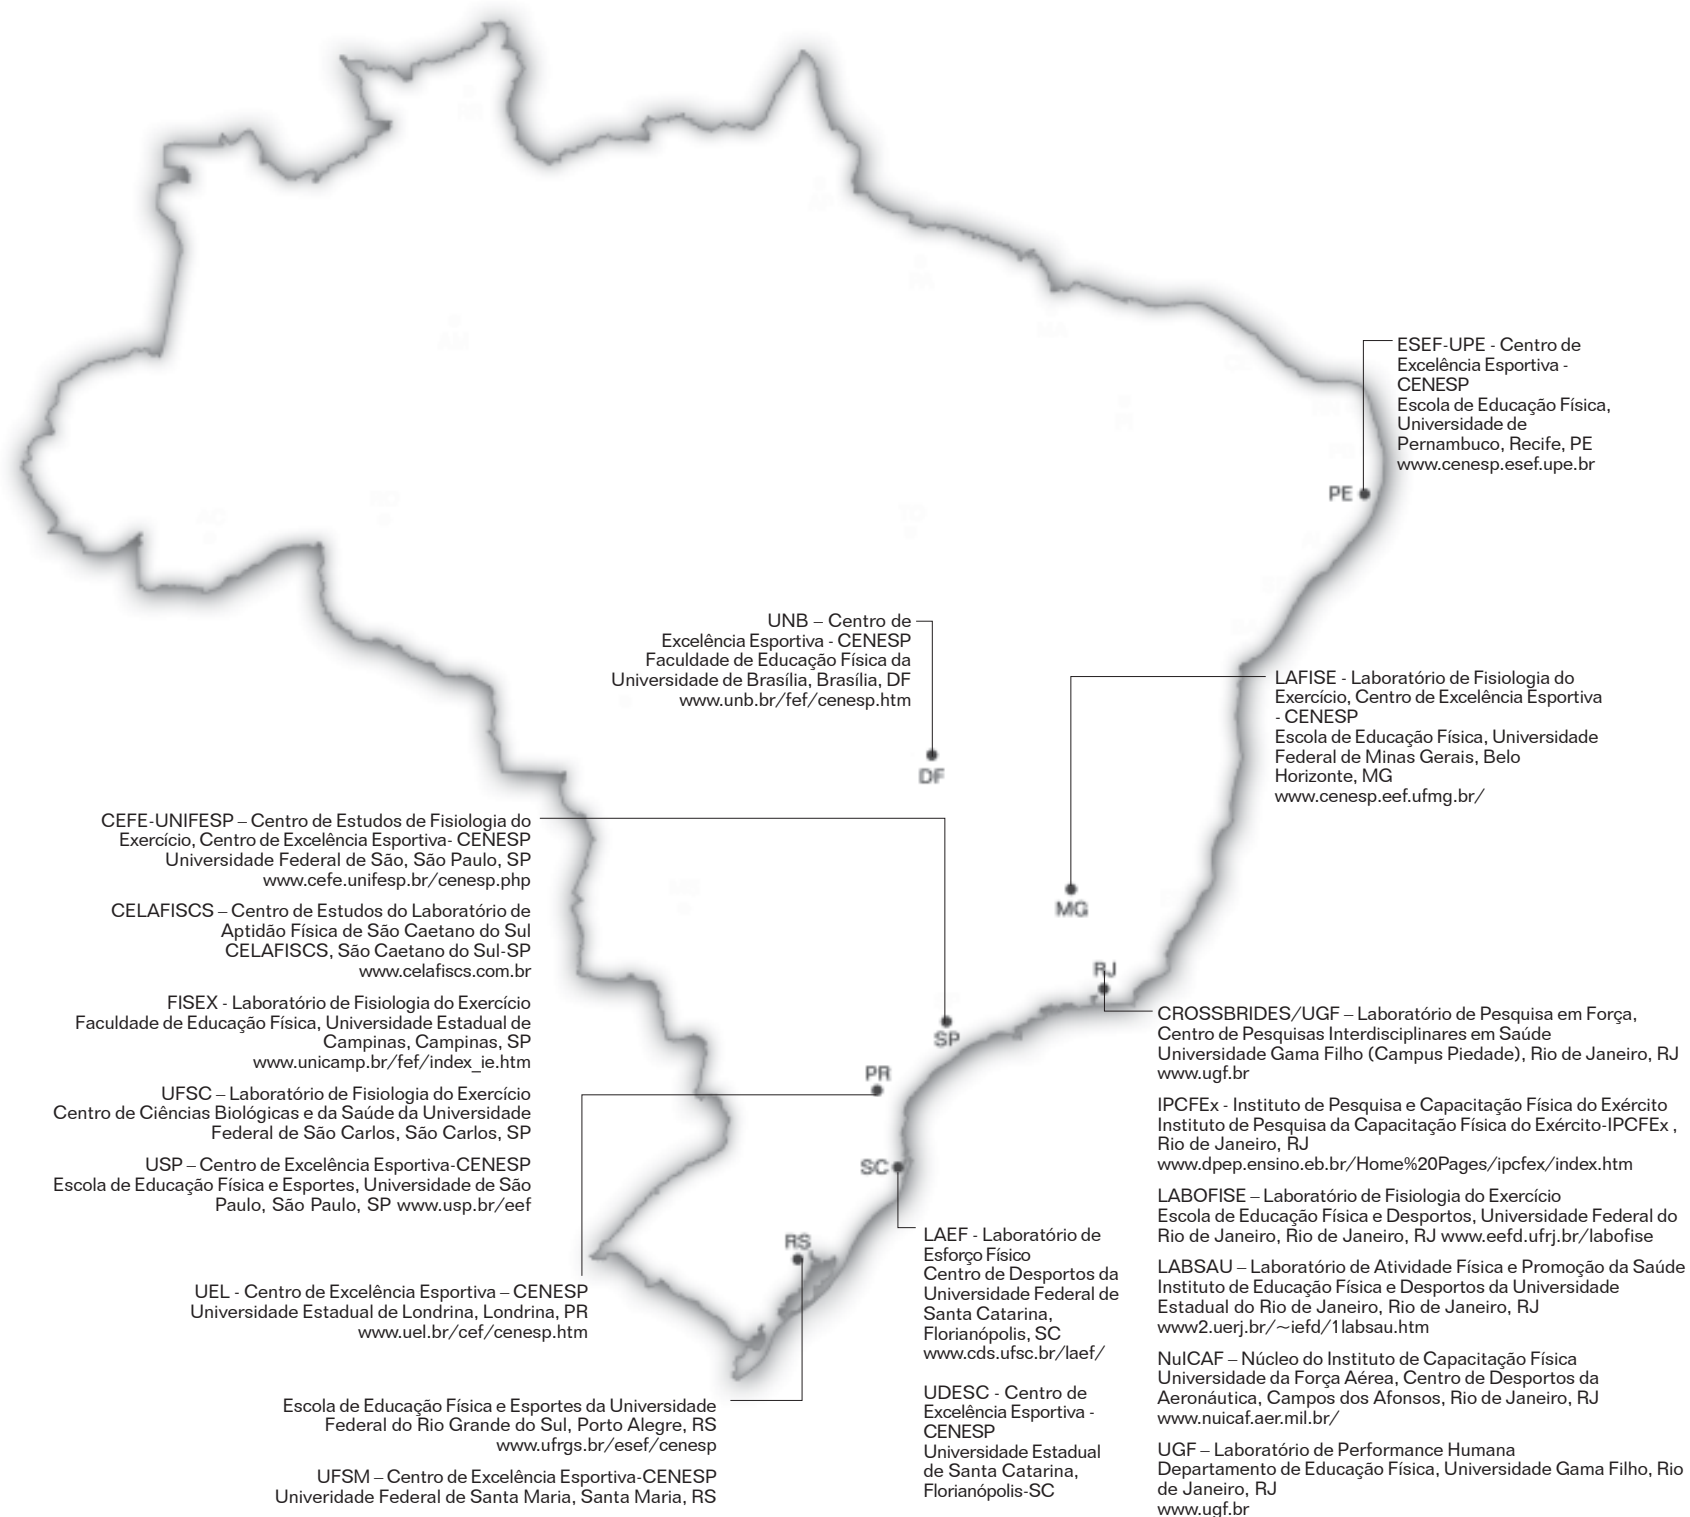 ESEF-UPE - Centro de
Excelência Esportiva -
CENESP
Escola de Educação Física,
Universidade de
Pernambuco, Recife, PE
www.cenesp.esef.upe.br
PE
UNB – Centro de
Excelência Esportiva - CENESP
Faculdade de Educação Física da
Universidade de Brasília, Brasília, DF
www.unb.br/fef/cenesp.htm
DF
LAFISE - Laboratório de Fisiologia do
Exercício, Centro de Excelência Esportiva
- CENESP
Escola de Educação Física, Universidade
Federal de Minas Gerais, Belo
Horizonte, MG
www.cenesp.eef.ufmg.br/
MG
CEFE-UNIFESP – Centro de Estudos de Fisiologia do
Exercício, Centro de Excelência Esportiva- CENESP
Universidade Federal de São, São Paulo, SP
www.cefe.unifesp.br/cenesp.php
CELAFISCS – Centro de Estudos do Laboratório de
Aptidão Física de São Caetano do Sul
CELAFISCS, São Caetano do Sul-SP
www.celafiscs.com.br
FISEX - Laboratório de Fisiologia do Exercício
Faculdade de Educação Física, Universidade Estadual de
Campinas, Campinas, SP
www.unicamp.br/fef/index_ie.htm
UFSC – Laboratório de Fisiologia do Exercício
Centro de Ciências Biológicas e da Saúde da Universidade
Federal de São Carlos, São Carlos, SP
USP – Centro de Excelência Esportiva-CENESP
Escola de Educação Física e Esportes, Universidade de São
Paulo, São Paulo, SP www.usp.br/eef
RJ
SP
PR
SC
RS
CROSSBRIDES/UGF – Laboratório de Pesquisa em Força,
Centro de Pesquisas Interdisciplinares em Saúde
Universidade Gama Filho (Campus Piedade), Rio de Janeiro, RJ
www.ugf.br
IPCFEx - Instituto de Pesquisa e Capacitação Física do Exército
Instituto de Pesquisa da Capacitação Física do Exército-IPCFEx ,
Rio de Janeiro, RJ
www.dpep.ensino.eb.br/Home%20Pages/ipcfex/index.htm
LABOFISE – Laboratório de Fisiologia do Exercício
Escola de Educação Física e Desportos, Universidade Federal do
Rio de Janeiro, Rio de Janeiro, RJ www.eefd.ufrj.br/labofise
LABSAU – Laboratório de Atividade Física e Promoção da Saúde
Instituto de Educação Física e Desportos da Universidade
Estadual do Rio de Janeiro, Rio de Janeiro, RJ
www2.uerj.br/~iefd/1labsau.htm
NuICAF – Núcleo do Instituto de Capacitação Física
Universidade da Força Aérea, Centro de Desportos da
Aeronáutica, Campos dos Afonsos, Rio de Janeiro, RJ
www.nuicaf.aer.mil.br/
UGF – Laboratório de Performance Humana
Departamento de Educação Física, Universidade Gama Filho, Rio
de Janeiro, RJ
www.ugf.br
UEL - Centro de Excelência Esportiva – CENESP
Universidade Estadual de Londrina, Londrina, PR
www.uel.br/cef/cenesp.htm
LAEF - Laboratório de
Esforço Físico
Centro de Desportos da
Universidade Federal de
Santa Catarina,
Florianópolis, SC
www.cds.ufsc.br/laef/
UDESC - Centro de
Excelência Esportiva -
CENESP
Universidade Estadual
de Santa Catarina,
Florianópolis-SC
Escola de Educação Física e Esportes da Universidade
Federal do Rio Grande do Sul, Porto Alegre, RS
www.ufrgs.br/esef/cenesp
UFSM – Centro de Excelência Esportiva-CENESP
Univeridade Federal de Santa Maria, Santa Maria, RS